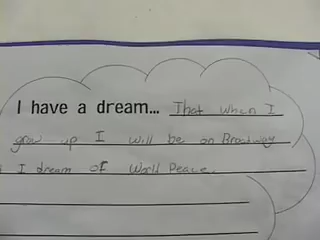 I have a dream... That when I
grow up I will be on Broadway
I dream of World Peace.